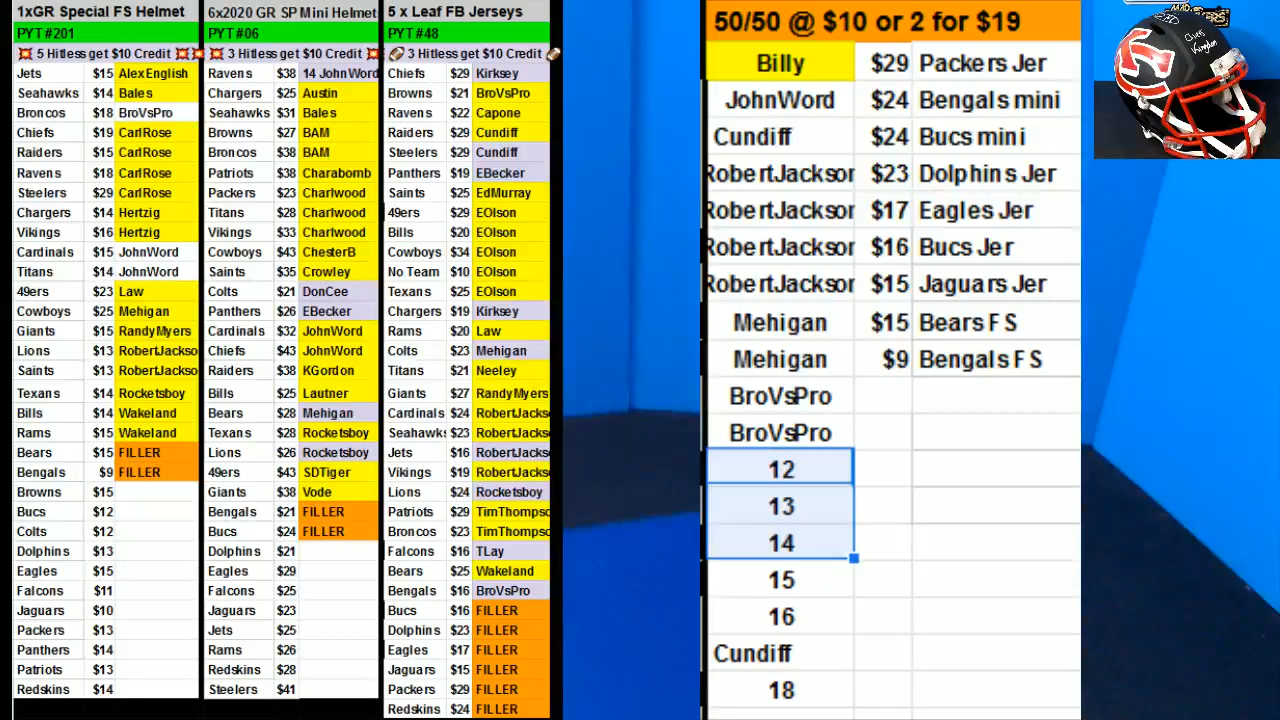 1xGR Special FS Helmet
PYT#201
5 Hitless get $10 Credit
Jets $15 AlexEnglish
Seahawks $14 Bales
Broncos $18 BroVsPro
Chiefs $19 CarlRose
Raiders $15 CarlRose
Ravens $18 CarlRose
Steelers $29 CarlRose
Chargers $14 Hertzig
Vikings $16 Hertzig
Cardinals $15 JohnWord
Titans $14 JohnWord
49ers $23 Law
Cowboys $25 Mehigan
Giants $15 RandyMyers
Lions $13 RobertJackso
Saints $13 RobertJackso
Texans $14 Rocketsboy
Bills $14 Wakeland
Rams $15 Wakeland
Bears $15 FILLER
Bengals $9 FILLER
Browns $15
Bucs $12
Colts $12
Dolphins $13
Eagles $15
Falcons $11
Jaguars $10
Packers $13
Panthers $14
Patriots $13
Redskins $14
6x2020 GR SP Mini Helmet
PYT#06
3 Hitless get $10 Credit
Ravens $38 14 JohnWord
Chargers $25 Austin
Seahawks $31 Bales
Browns $27 BAM
Broncos $38 BAM
Patriots $38 Charabomb
Packers $23 Charlwood
Titans $28 Charlwood
Vikings $33 Charlwood
Cowboys $43 ChesterB
Saints $35 Crowley
Colts $21 DonCee
Panthers $26 EBecker
Cardinals $32 JohnWord
Chiefs $43 JohnWord
Raiders $38 KGordon
Bills $25 Lautner
Bears $28 Mehigan
Texans $28 Rocketsboy
Lions $26 Rocketsboy
49ers $43 SDTiger
Giants $38 Vode
Bengals $21 FILLER
Bucs $24 FILLER
Dolphins $21
Eagles $29
Falcons $25
Jaguars $23
Jets $25
Rams $26
Redskins $28
Steelers $41
5 x Leaf FB Jerseys
PYT#48
3 Hitless get $10 Credit
Chiefs $29 Kirksey
Browns $21 BroVsPro
Ravens $22 Capone
Raiders $29 Cundiff
Steelers $29 Cundiff
Panthers $19 EBecker
Saints $25 EdMurray
49ers $29 EOlson
Bills $20 EOlson
Cowboys $34 EOlson
No Team $10 EOlson
Texans $25 EOlson
Chargers $19 Kirksey
Rams $20 Law
Colts $23 Mehigan
Titans $21 Neeley
Giants $27 RandyMyers
Cardinals $24 RobertJacks
Seahawks $23 RobertJacks
Jets $16 RobertJacks
Vikings $19 RobertJacks
Lions $24 Rocketsboy
Patriots $29 TimThompso
Broncos $23 TimThompso
Falcons $16 TLay
Bears $25 Wakeland
Bengals $16 BroVsPro
Bucs $16 FILLER
Dolphins $23 FILLER
Eagles $17 FILLER
Jaguars $15 FILLER
Packers $29 FILLER
Redskins $24 FILLER
50/50 @ $10 or 2 for $19
Billy $29 Packers Jer
JohnWord $24 Bengals mini
Cundiff $24 Bucs mini
RobertJackson $23 Dolphins Jer
RobertJackson $17 Eagles Jer
RobertJackson $16 Bucs Jer
RobertJackson $15 Jaguars Jer
Mehigan $15 Bears FS
Mehigan $9 Bengals FS
BroVsPro
BroVsPro
12
13
14
15
16
Cundiff
18